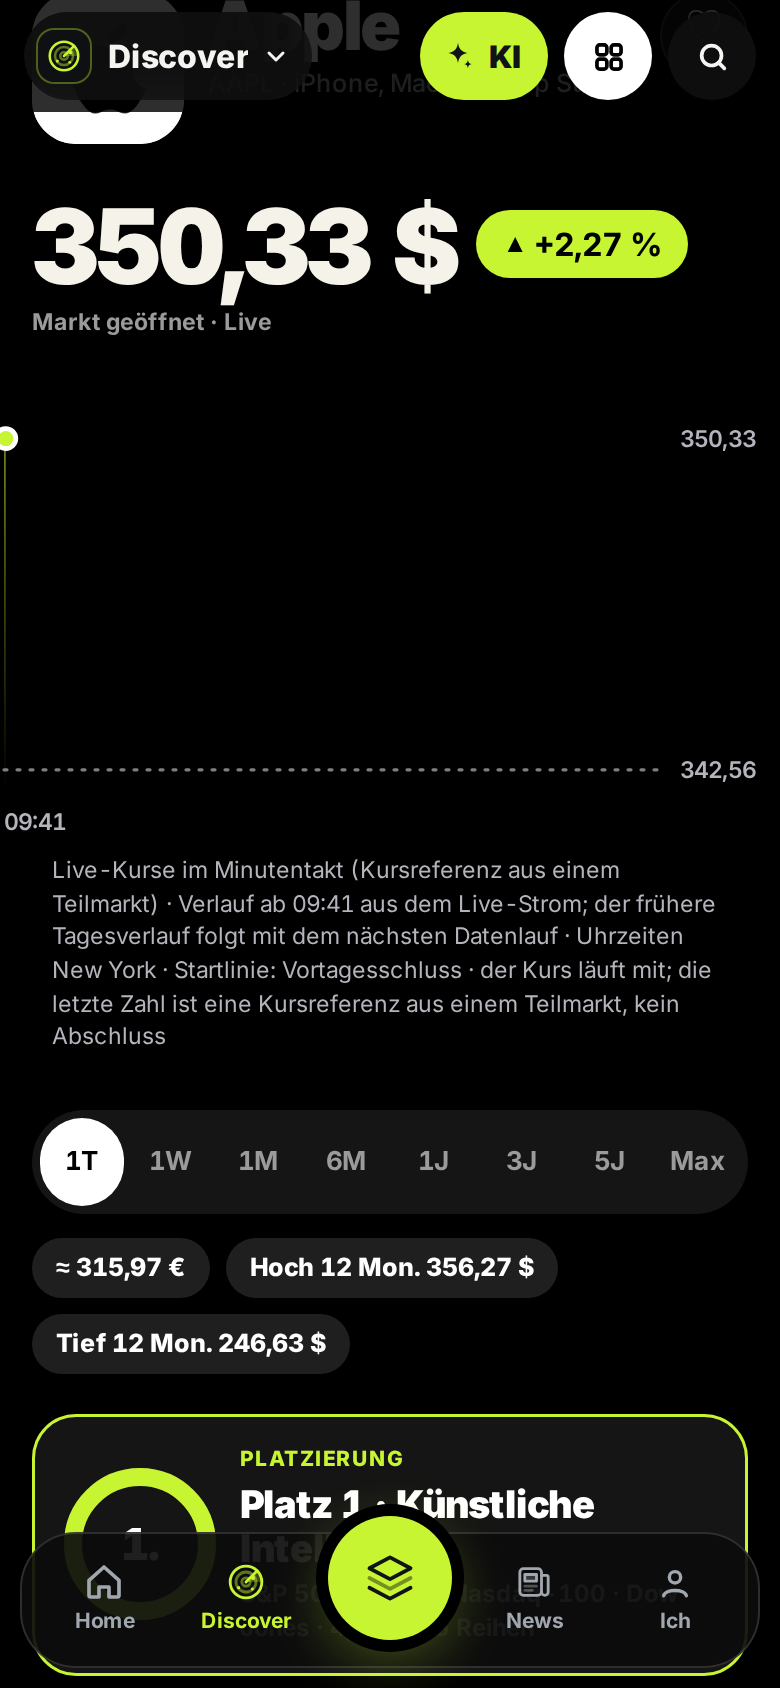 Apple
Discover
KI
AAPL · iPhone, Mac
350,33 $
▲ +2,27 %
Markt geöffnet · Live
350,33
342,56
09:41
Live-Kurse im Minutentakt (Kursreferenz aus einem
Teilmarkt) · Verlauf ab 09:41 aus dem Live-Strom; der frühere
Tagesverlauf folgt mit dem nächsten Datenlauf · Uhrzeiten
New York · Startlinie: Vortagesschluss · der Kurs läuft mit; die
letzte Zahl ist eine Kursreferenz aus einem Teilmarkt, kein
Abschluss
1T 1W 1M 6M 1J 3J 5J Max
≈ 315,97 € Hoch 12 Mon. 356,27 $
Tief 12 Mon. 246,63 $
PLATZIERUNG
Platz 1 · Künstliche
1.
Home Discover News Ich